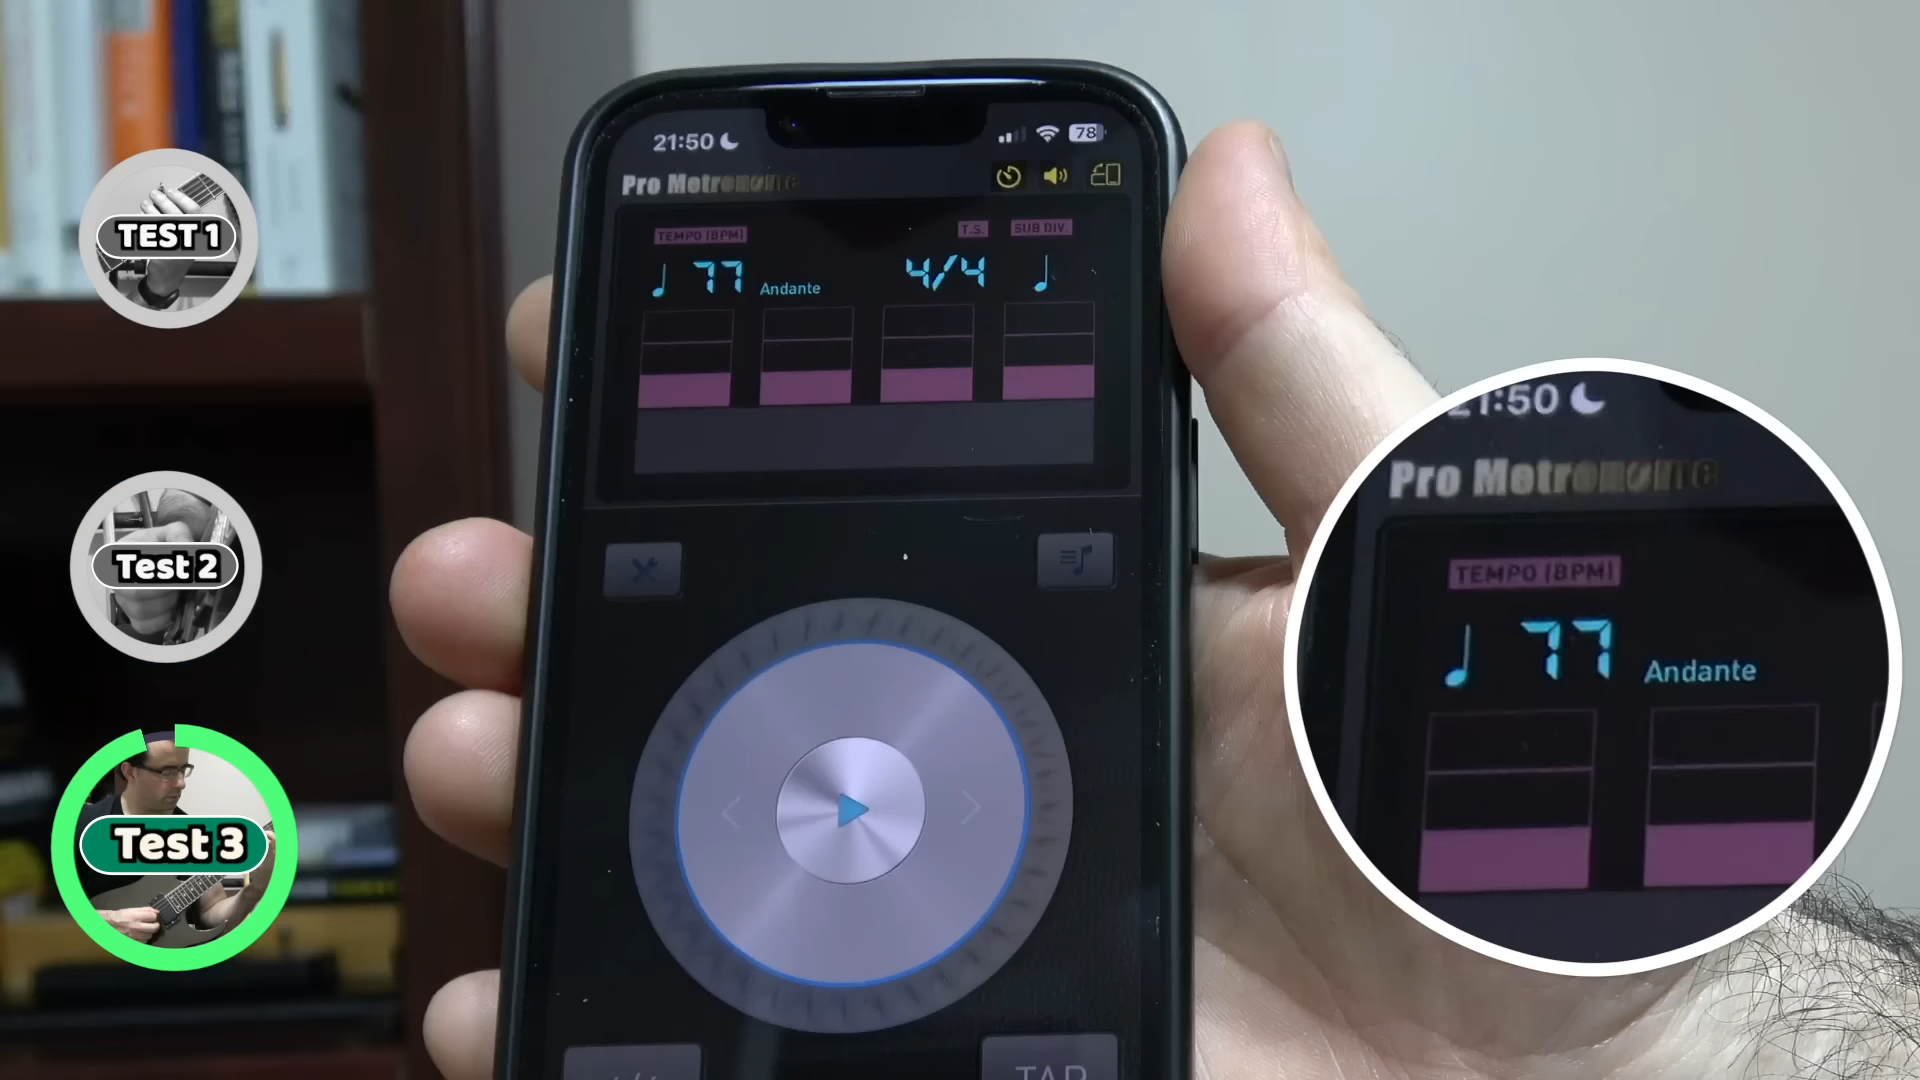 TEST 1
Test 2
Test 3
21:50
78
Pro Metronome
TEMPO (BPM)
T.S.
SUB DIV.
77
Andante
4/4
TAP
21:50
Pro Metronome
TEMPO (BPM)
77
Andante